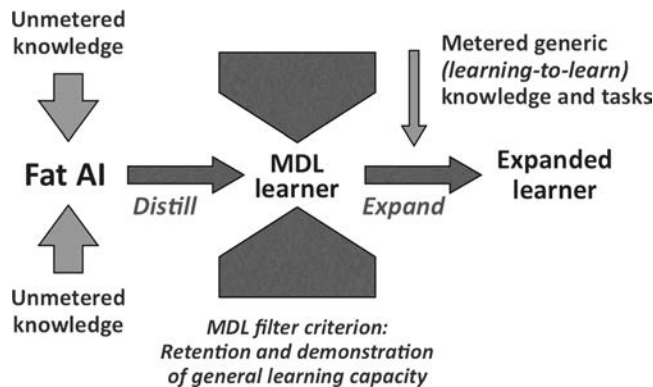 Unmetered
knowledge
Metered generic
(learning-to-learn)
knowledge and tasks
Fat AI
Distill
MDL
learner
Expand
Expanded
learner
Unmetered
knowledge
MDL filter criterion:
Retention and demonstration
of general learning capacity